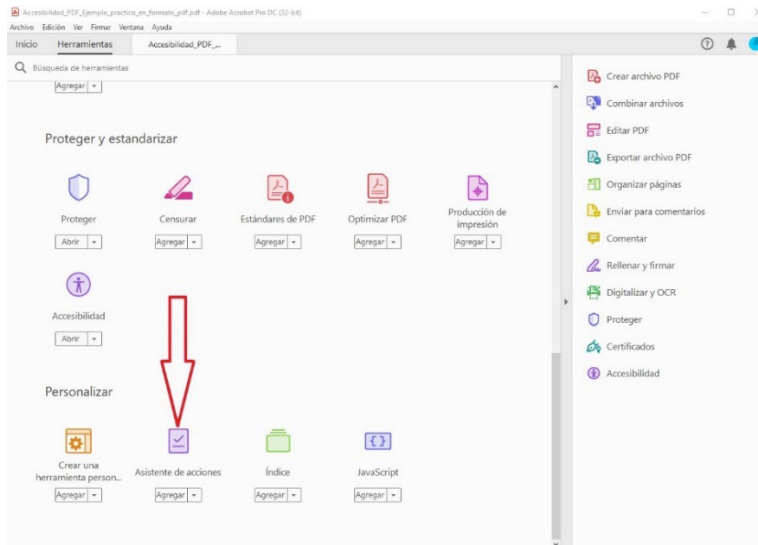 Accesibilidad_PDF_Ejemplo_practico_en_formato_pdf.pdf - Adobe Acrobat Pro DC (32-bit)
Archivo Edición Ver Firmar Ventana Ayuda
Inicio Herramientas Accesibilidad_PDF_...
Búsqueda de herramientas
Agregar
Proteger y estandarizar
Proteger Censurar Estándares de PDF Optimizar PDF Producción de
impresión
Abrir Agregar Agregar Agregar Agregar
Accesibilidad
Abrir
Personalizar
Crear una
herramienta person... Asistente de acciones Índice JavaScript
Agregar Agregar Agregar Agregar
Crear archivo PDF
Combinar archivos
Editar PDF
Exportar archivo PDF
Organizar páginas
Enviar para comentarios
Comentar
Rellenar y firmar
Digitalizar y OCR
Proteger
Certificados
Accesibilidad